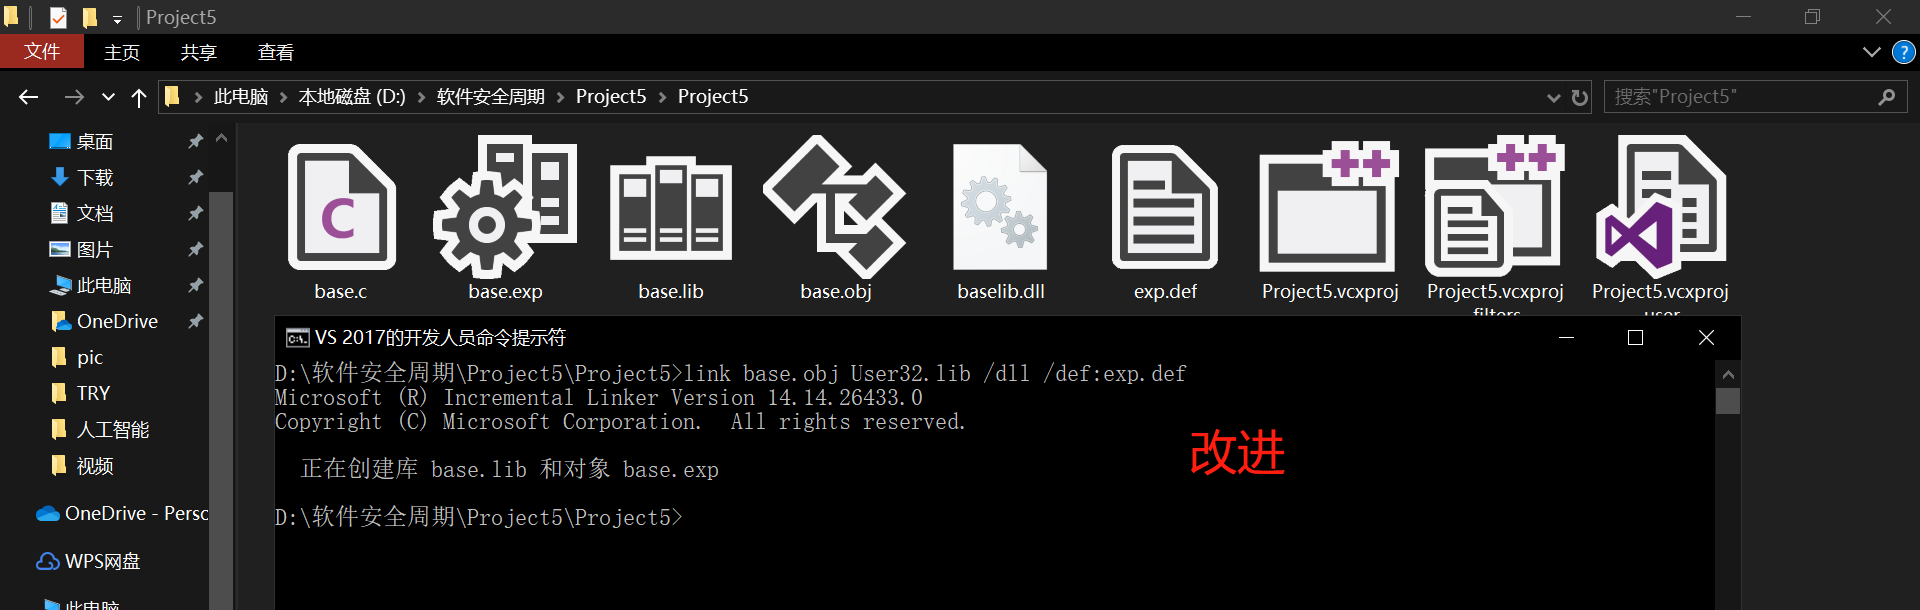 Project5
文件 主页 共享 查看
此电脑 本地磁盘 (D:) 软件安全周期 Project5 Project5
搜索"Project5"
桌面
下载
文档
图片
此电脑
OneDrive
pic
TRY
人工智能
视频
OneDrive - Perso
WPS网盘
此电脑
base.c base.exp base.lib base.obj baselib.dll exp.def Project5.vcxproj Project5.vcxproj Project5.vcxproj
filters user
VS 2017的开发人员命令提示符
D:\软件安全周期\Project5\Project5>link base.obj User32.lib /dll /def:exp.def
Microsoft (R) Incremental Linker Version 14.14.26433.0
Copyright (C) Microsoft Corporation.  All rights reserved.
改进
正在创建库 base.lib 和对象 base.exp
D:\软件安全周期\Project5\Project5>